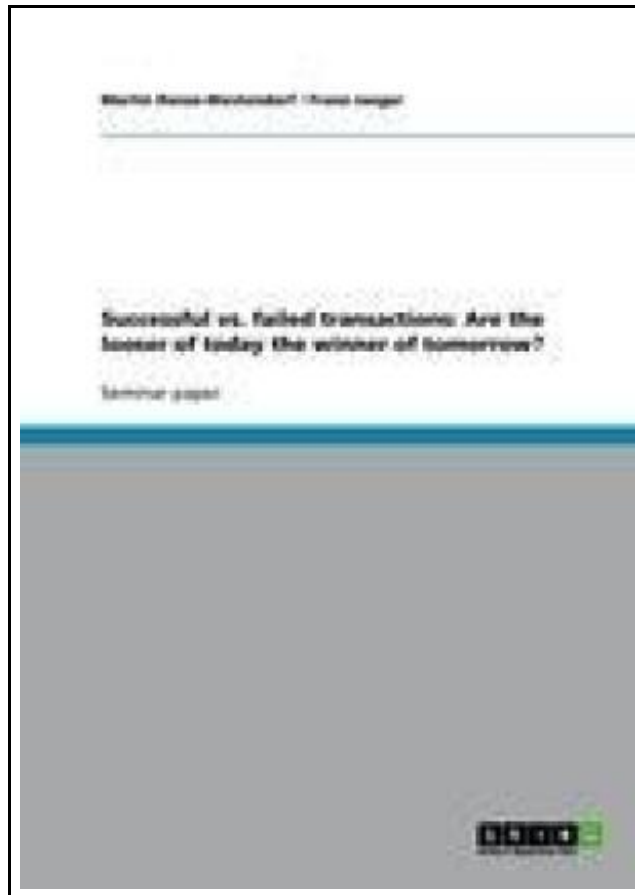 Successful vs. failed transactions: Are the
looser of today the winner of tomorrow?
Seminar paper